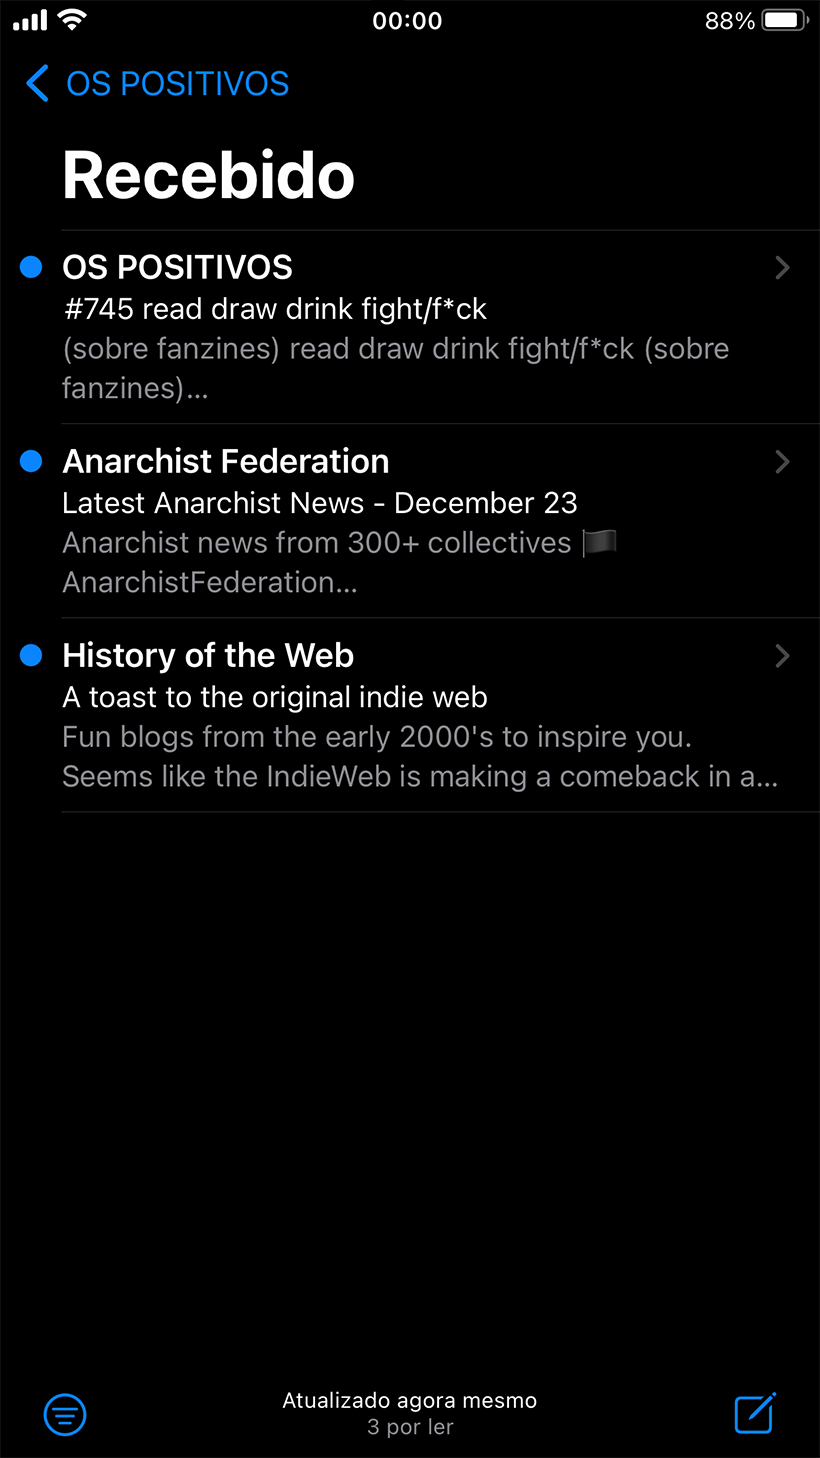 00:00
88%
OS POSITIVOS
Recebido
OS POSITIVOS
#745 read draw drink fight/f*ck
(sobre fanzines) read draw drink fight/f*ck (sobre
fanzines)...
Anarchist Federation
Latest Anarchist News - December 23
Anarchist news from 300+ collectives 🏴
AnarchistFederation...
History of the Web
A toast to the original indie web
Fun blogs from the early 2000's to inspire you.
Seems like the IndieWeb is making a comeback in a...
Atualizado agora mesmo
3 por ler